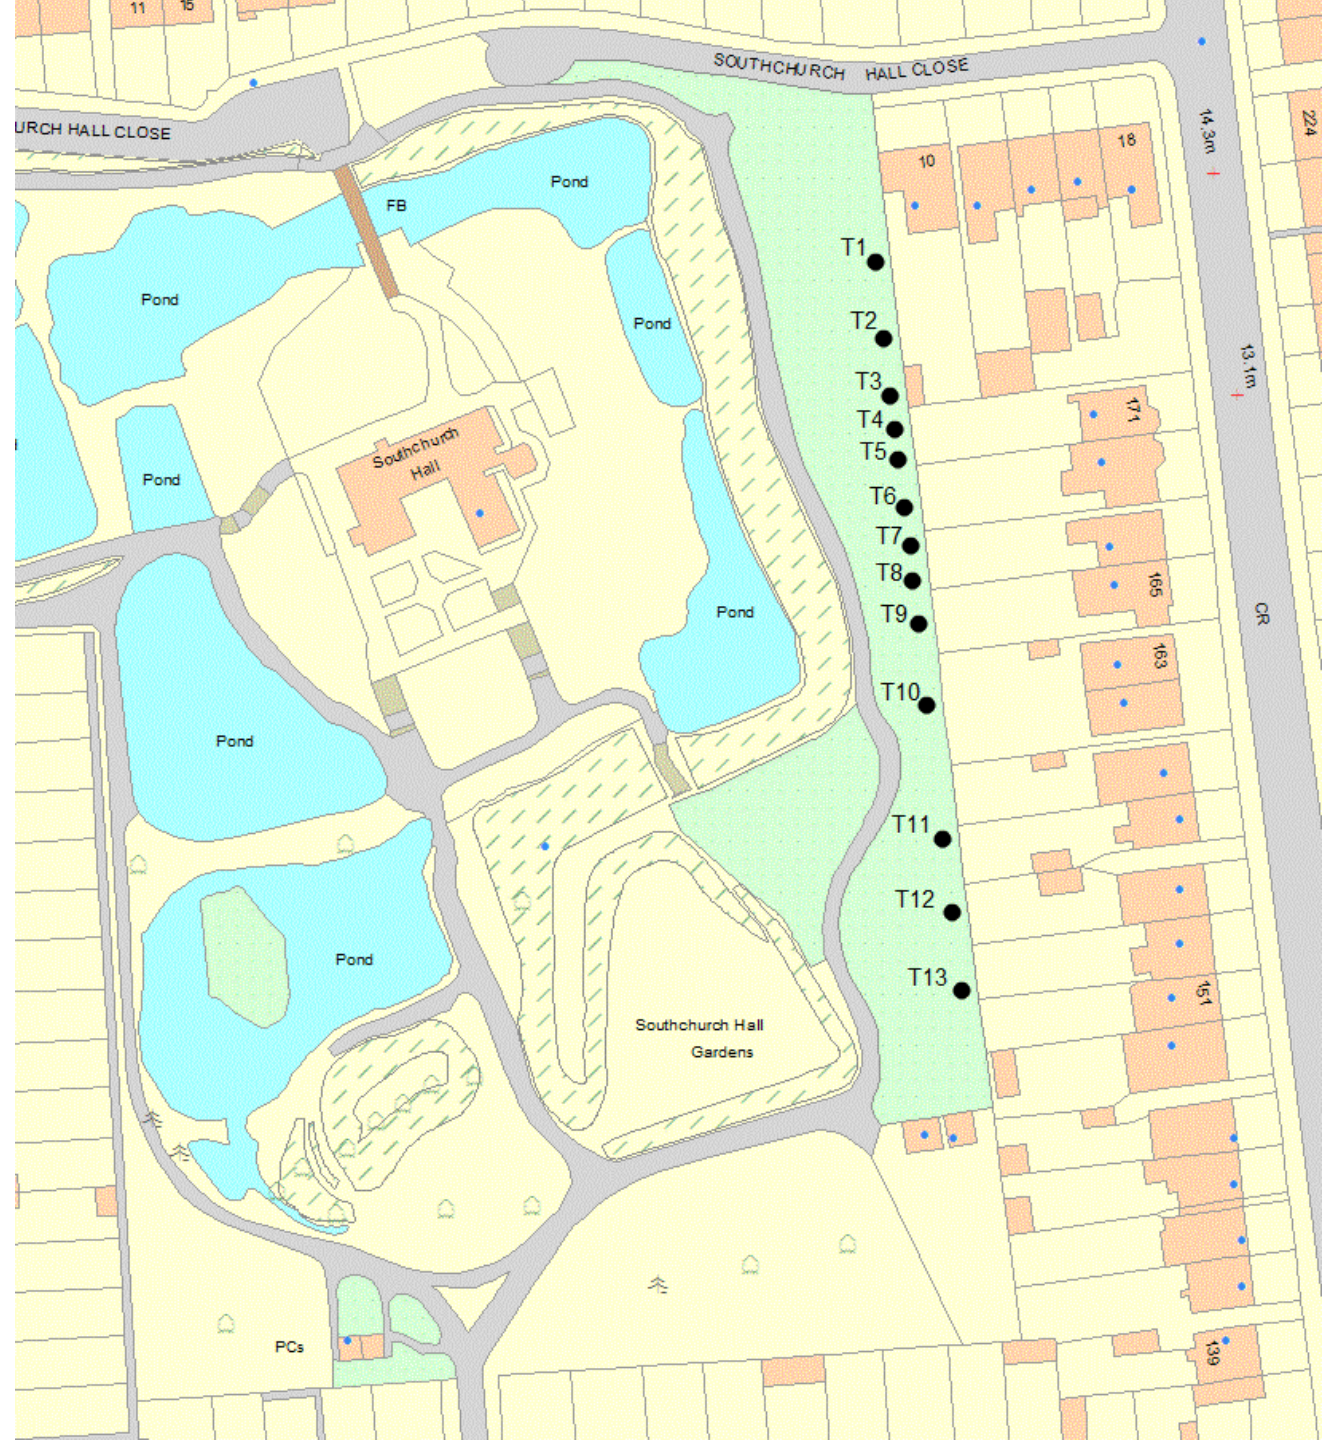 11
15
SOUTHCHURCH HALL CLOSE
URCH HALL CLOSE
14.3m
224
18
10
Pond
FB
T1
Pond
Pond
T2
13.1m
T3
171
T4
Southchurch
Hall
T5
Pond
T6
T7
T8
165
T9
Pond
CR
163
T10
Pond
T11
T12
Pond
T13
151
Southchurch Hall
Gardens
PCs
139